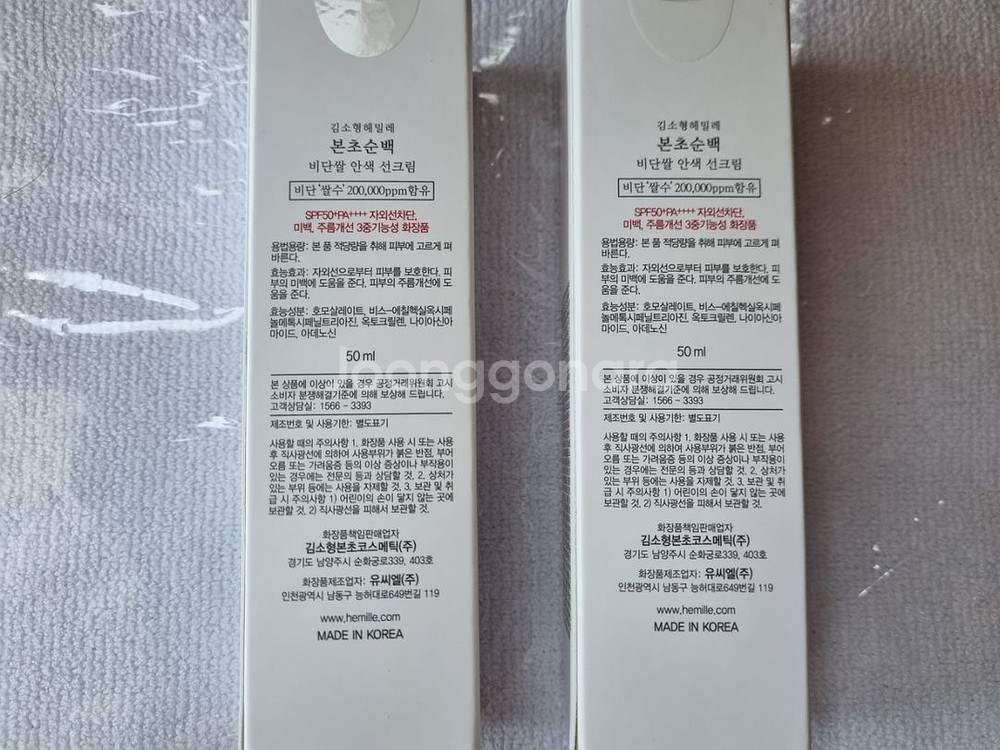 김소형헤밀레
본초순백
비단쌀 안색 선크림
비단 '쌀수' 200,000ppm함유
SPF50+PA++++ 자외선차단,
미백, 주름개선 3중기능성 화장품
용법용량: 본 품 적당량을 취해 피부에 고르게 펴
바른다.
효능효과: 자외선으로부터 피부를 보호한다. 피
부의 미백에 도움을 준다. 피부의 주름개선에 도
움을 준다.
효능성분: 호모살레이트, 비스-에칠헥실옥시페
놀메톡시페닐트리아진, 옥토크릴렌, 나이아신아
마이드, 아데노신
50 ml
본 상품에 이상이 있을 경우 공정거래위원회 고시
소비자 분쟁해결기준에 의해 보상해 드립니다.
고객상담실: 1566 - 3393
제조번호 및 사용기한: 별도표기
사용할 때의 주의사항 1. 화장품 사용 시 또는 사용
후 직사광선에 의하여 사용부위가 붉은 반점, 부어
오름 또는 가려움증 등의 이상 증상이나 부작용이
있는 경우에는 전문의 등과 상담할 것. 2. 상처가
있는 부위 등에는 사용을 자제할 것. 3. 보관 및 취
급 시 주의사항 1) 어린이의 손이 닿지 않는 곳에
보관할 것. 2) 직사광선을 피해서 보관할 것.
화장품책임판매업자
김소형본초코스메틱(주)
경기도 남양주시 순화궁로339, 403호
화장품제조업자: 유씨엘(주)
인천광역시 남동구 능허대로649번길 119
www.hemille.com
MADE IN KOREA
김소형헤밀레
본초순백
비단쌀 안색 선크림
비단 '쌀수' 200,000ppm함유
SPF50+PA++++ 자외선차단,
미백, 주름개선 3중기능성 화장품
용법용량: 본 품 적당량을 취해 피부에 고르게 펴
바른다.
효능효과: 자외선으로부터 피부를 보호한다. 피
부의 미백에 도움을 준다. 피부의 주름개선에 도
움을 준다.
효능성분: 호모살레이트, 비스-에칠헥실옥시페
놀메톡시페닐트리아진, 옥토크릴렌, 나이아신아
마이드, 아데노신
50 ml
본 상품에 이상이 있을 경우 공정거래위원회 고시
소비자 분쟁해결기준에 의해 보상해 드립니다.
고객상담실: 1566 - 3393
제조번호 및 사용기한: 별도표기
사용할 때의 주의사항 1. 화장품 사용 시 또는 사용
후 직사광선에 의하여 사용부위가 붉은 반점, 부어
오름 또는 가려움증 등의 이상 증상이나 부작용이
있는 경우에는 전문의 등과 상담할 것. 2. 상처가
있는 부위 등에는 사용을 자제할 것. 3. 보관 및 취
급 시 주의사항 1) 어린이의 손이 닿지 않는 곳에
보관할 것. 2) 직사광선을 피해서 보관할 것.
화장품책임판매업자
김소형본초코스메틱(주)
경기도 남양주시 순화궁로339, 403호
화장품제조업자: 유씨엘(주)
인천광역시 남동구 능허대로649번길 119
www.hemille.com
MADE IN KOREA
joonggonara